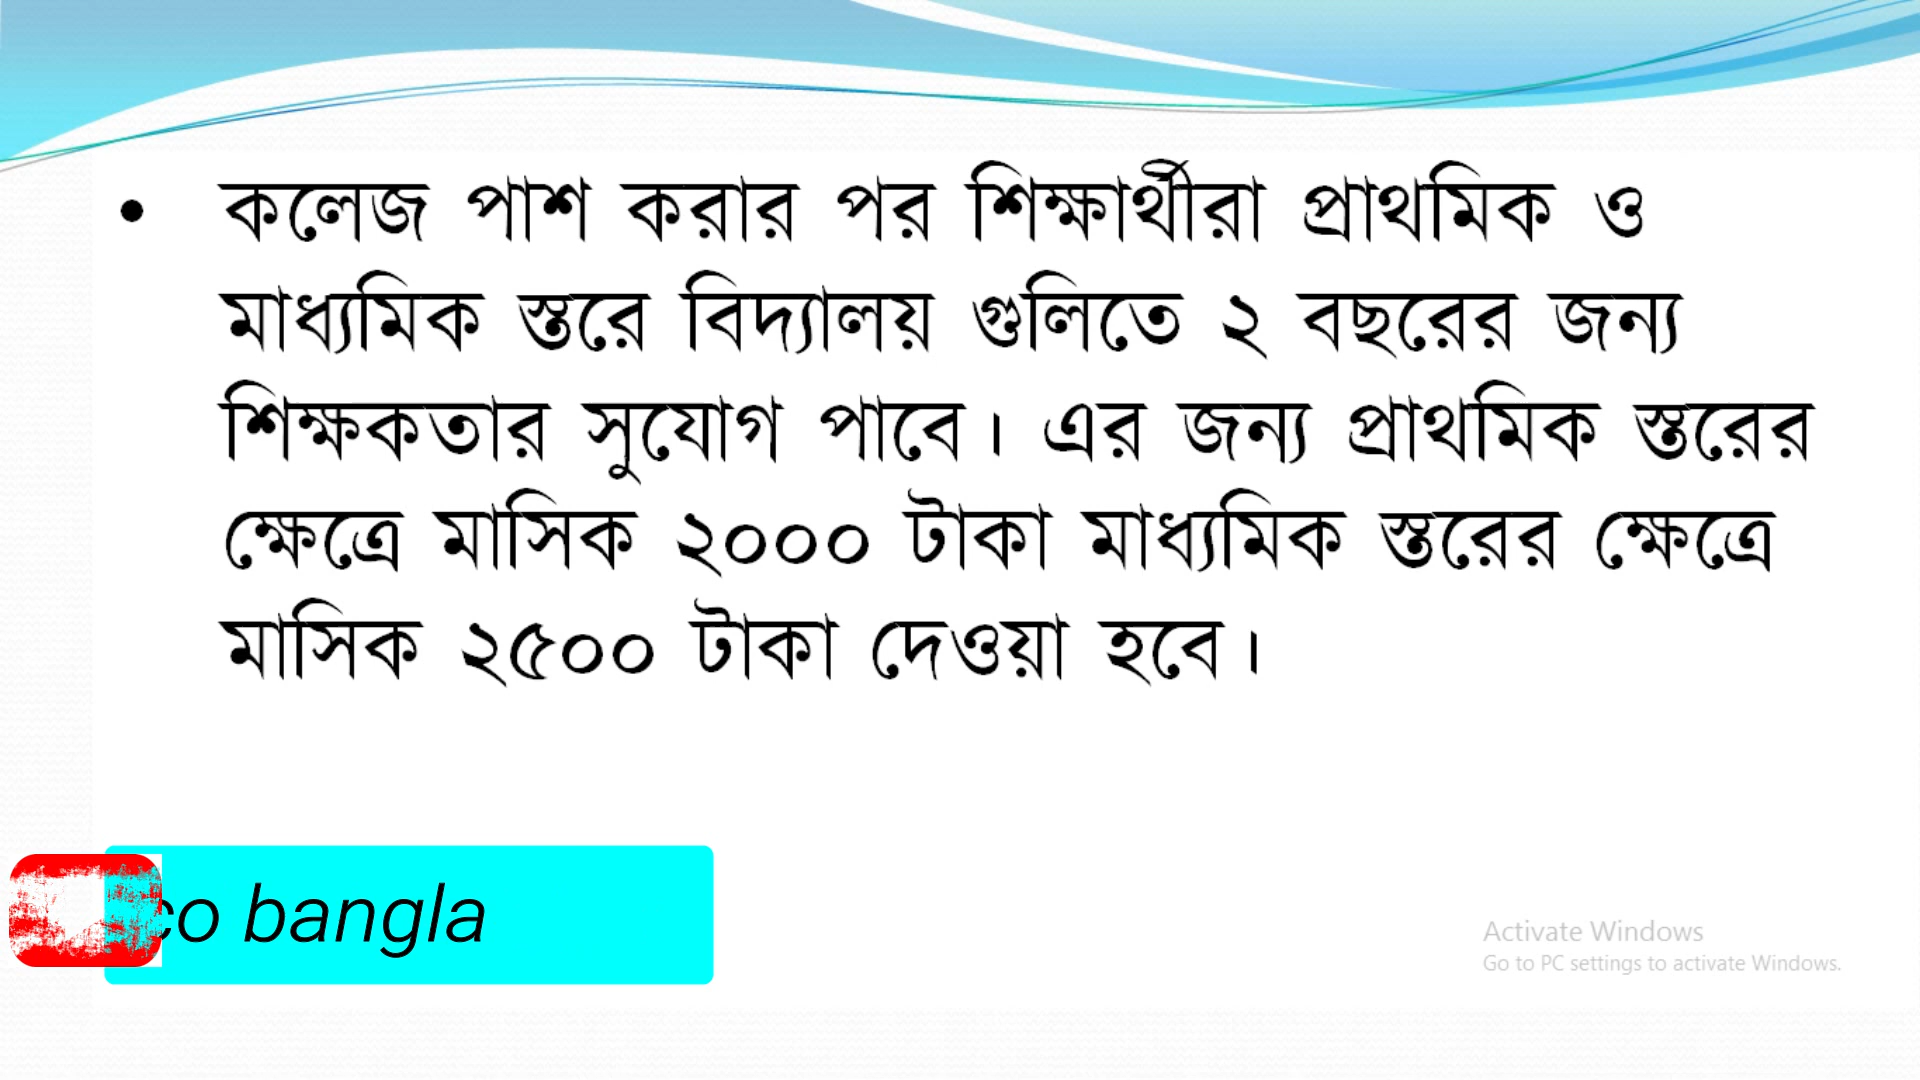 • কলেজ পাশ করার পর শিক্ষার্থীরা প্রাথমিক ও
মাধ্যমিক স্তরে বিদ্যালয় গুলিতে ২ বছরের জন্য
শিক্ষকতার সুযোগ পাবে। এর জন্য প্রাথমিক স্তরের
ক্ষেত্রে মাসিক ২০০০ টাকা মাধ্যমিক স্তরের ক্ষেত্রে
মাসিক ২৫০০ টাকা দেওয়া হবে।
bangla
Activate Windows
Go to PC settings to activate Windows.